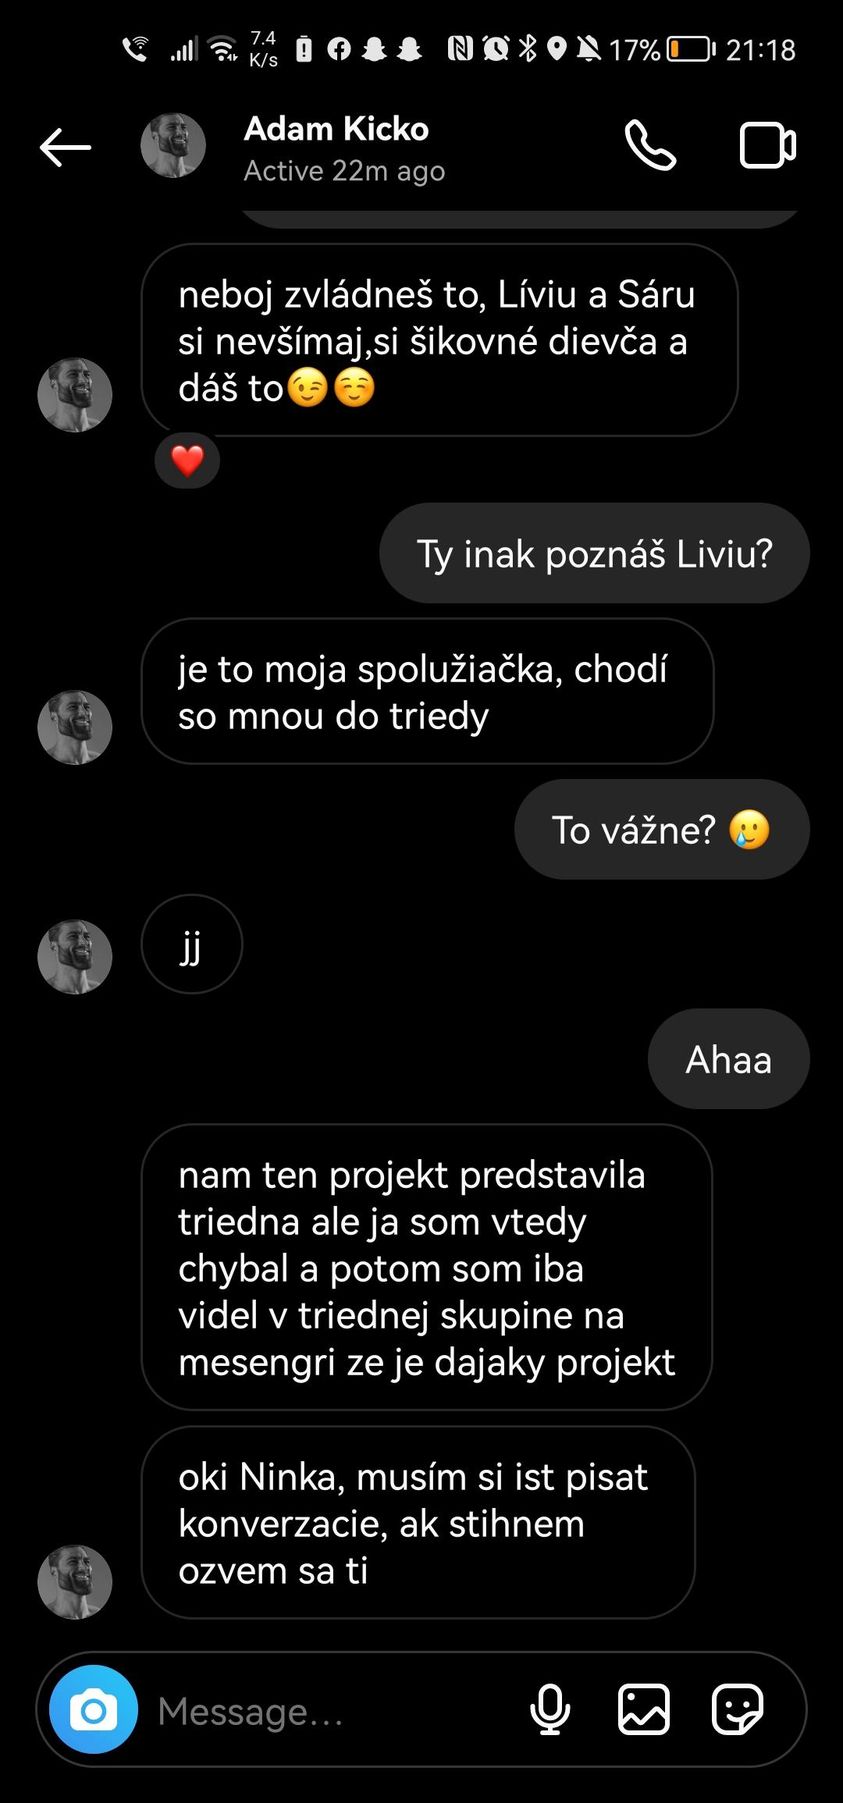 7.4
K/s
17%
21:18
Adam Kicko
Active 22m ago
neboj zvládneš to, Líviu a Sáru
si nevšímaj,si šikovné dievča a
dáš to😉☺️
❤️
Ty inak poznáš Liviu?
je to moja spolužiačka, chodí
so mnou do triedy
To vážne? 🥲
jj
Ahaa
nam ten projekt predstavila
triedna ale ja som vtedy
chybal a potom som iba
videl v triednej skupine na
mesengri ze je dajaky projekt
oki Ninka, musím si ist pisat
konverzacie, ak stihnem
ozvem sa ti
Message...